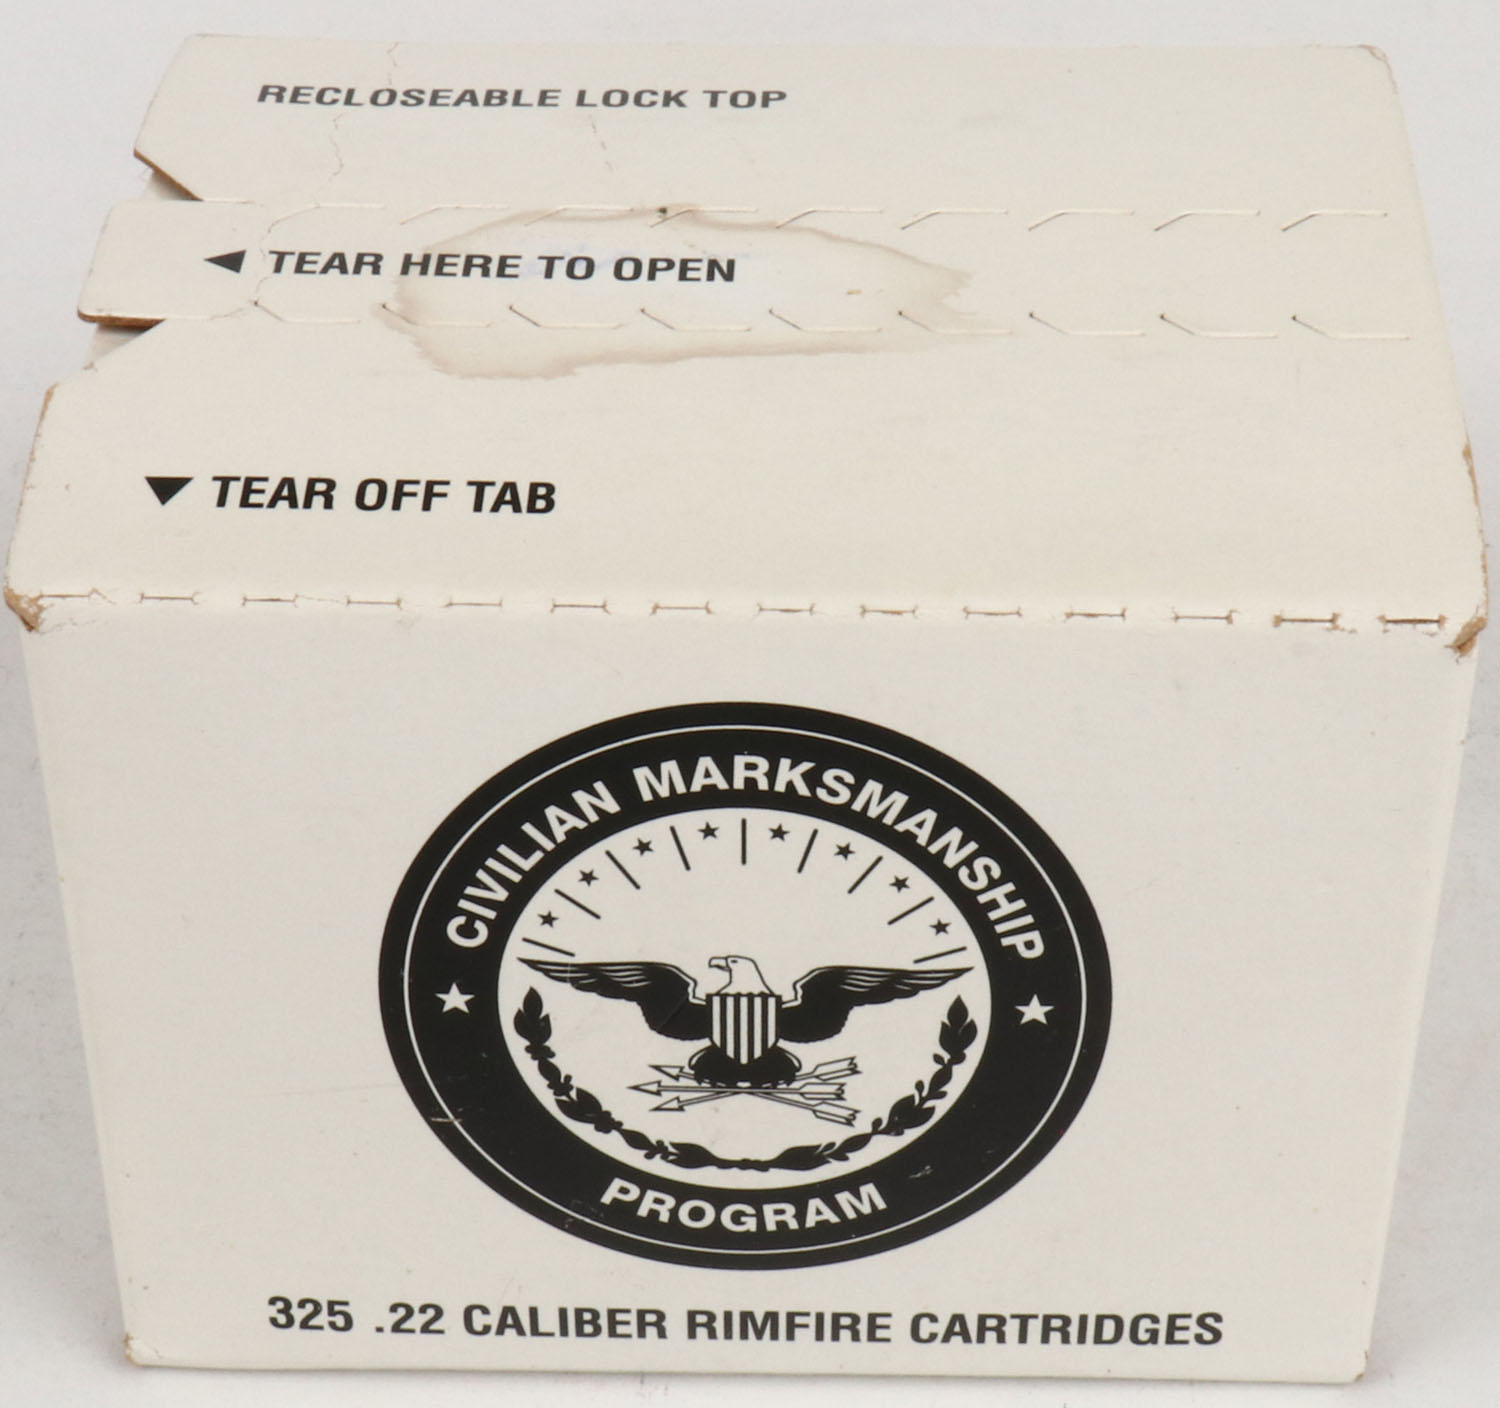 RECLOSEABLE LOCK TOP
TEAR HERE TO OPEN
TEAR OFF TAB
CIVILIAN MARKSMANSHIP
PROGRAM
325 .22 CALIBER RIMFIRE CARTRIDGES